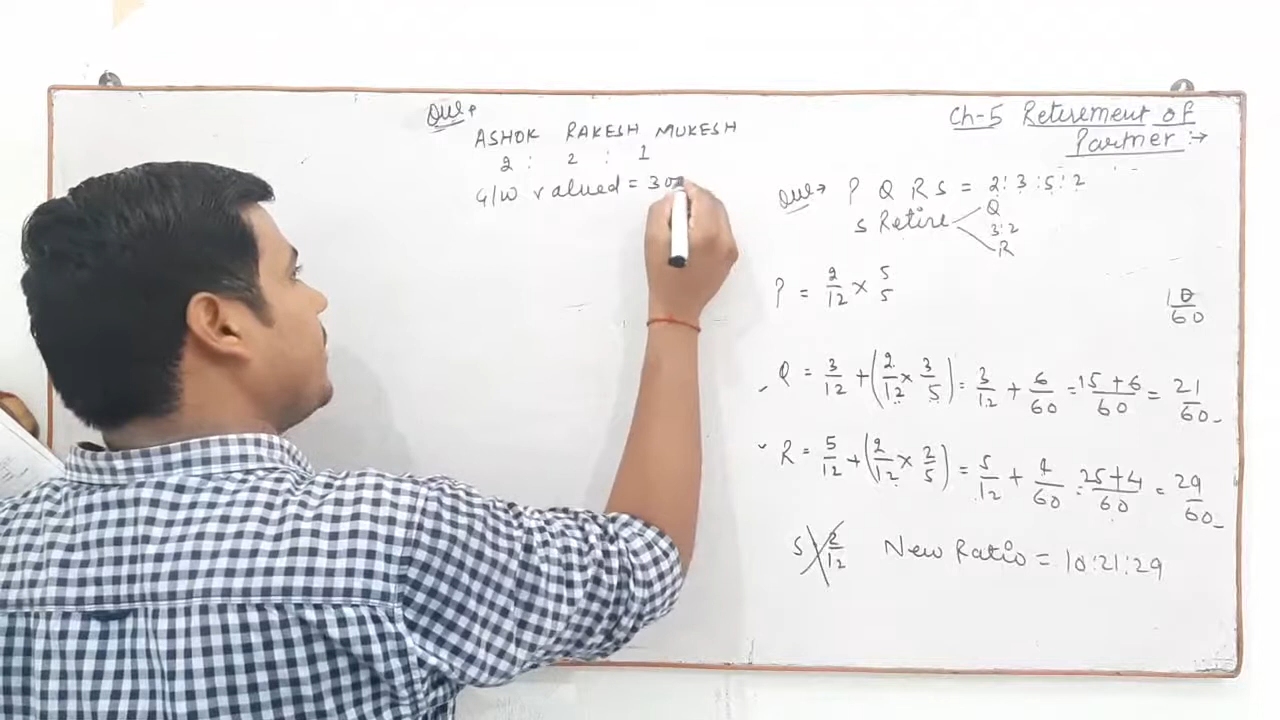 Que→
ASHOK RAKESH MUKESH
2 : 2 : 1
G/W valued = 300
Ch-5 Retirement of
Partner :→
Que→ P Q R S = 2:3:5:2
S Retire Q
3:2
R
P = 2/12 × 5/5
10/60
Q = 3/12 + (2/12 × 3/5) = 3/12 + 6/60 = 15+6/60 = 21/60
R = 5/12 + (2/12 × 2/5) = 5/12 + 4/60 = 25+4/60 = 29/60
S 2/12 New Ratio = 10:21:29